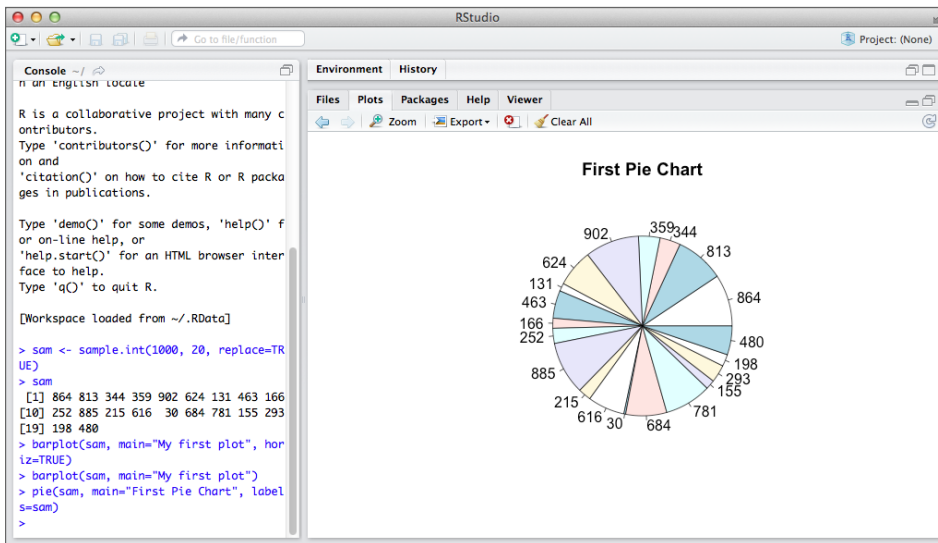 RStudio
Go to file/function
Project: (None)
Console ~/
n an English locale
R is a collaborative project with many c
ontributors.
Type 'contributors()' for more informati
on and
'citation()' on how to cite R or R packa
ges in publications.
Type 'demo()' for some demos, 'help()' f
or on-line help, or
'help.start()' for an HTML browser inter
face to help.
Type 'q()' to quit R.
[Workspace loaded from ~/.RData]
> sam <- sample.int(1000, 20, replace=TR
UE)
> sam
[1] 864 813 344 359 902 624 131 463 166
[10] 252 885 215 616 30 684 781 155 293
[19] 198 480
> barplot(sam, main="My first plot", hor
iz=TRUE)
> barplot(sam, main="My first plot")
> pie(sam, main="First Pie Chart", label
s=sam)
>
Environment History
Files Plots Packages Help Viewer
Zoom Export Clear All
First Pie Chart
902 359 344
813
624
131
864
463
166
252
480
198
885
293
155
215
781
616 30 684